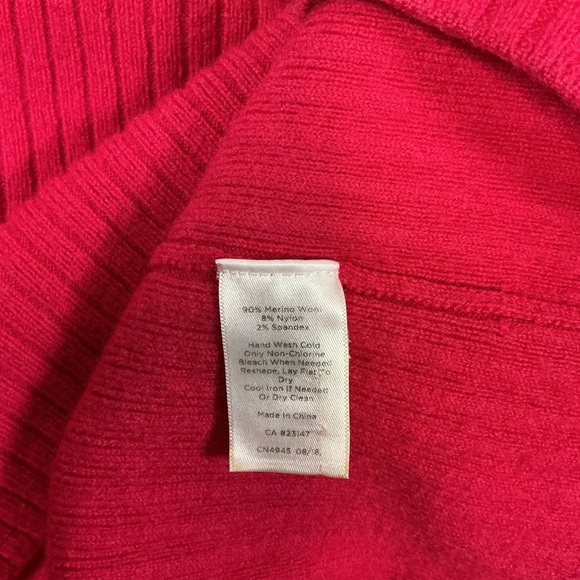 90% Merino Wool
8% Nylon
2% Spandex
Hand Wash Cold
Only Non-Chlorine
Bleach When Needed
Reshape, Lay Flat To
Dry
Cool Iron If Needed
Or Dry Clean
Made In China
CA #23147
CN4945 08/18